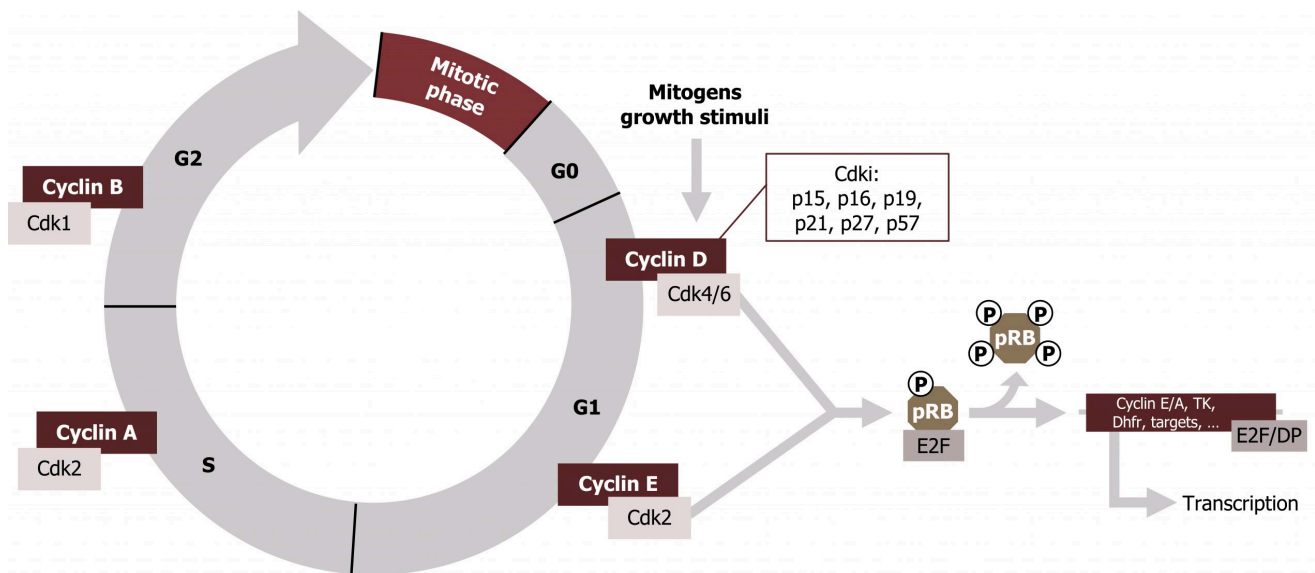 Mitotic
phase
Mitogens
growth stimuli
G2
G0
Cyclin B
Cdk1
Cdki:
p15, p16, p19,
p21, p27, p57
Cyclin D
Cdk4/6
P
P
P
P
pRB
P
pRB
E2F
Cyclin E/A, TK,
Dhfr, targets, ...
E2F/DP
G1
Cyclin A
Cdk2
S
Cyclin E
Cdk2
Transcription